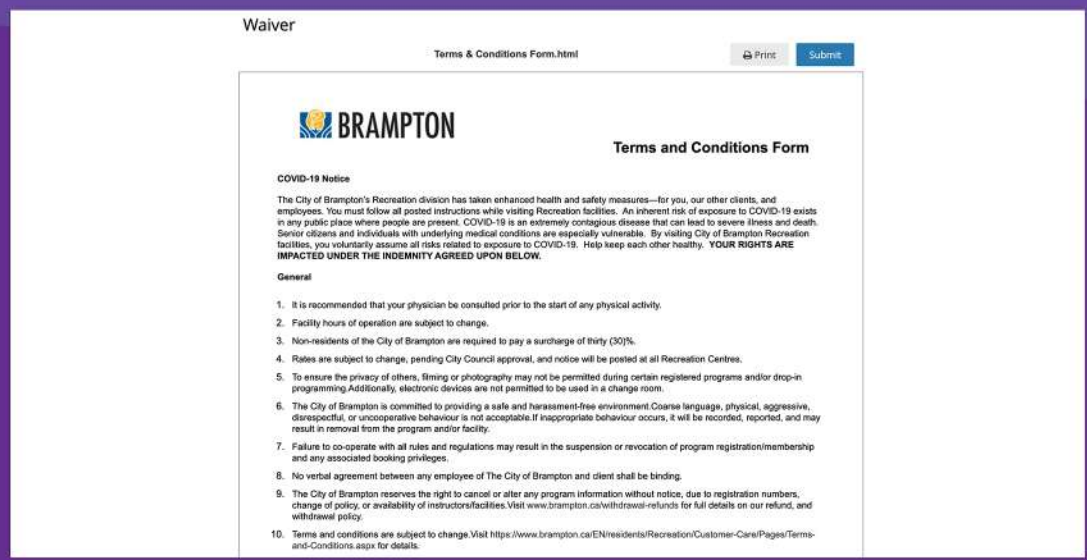 Waiver
Terms & Conditions Form.html
Print
Submit
BRAMPTON
Terms and Conditions Form
COVID-19 Notice
The City of Brampton's Recreation division has taken enhanced health and safety measures—for you, our other clients, and
employees. You must follow all posted instructions while visiting Recreation facilities. An inherent risk of exposure to COVID-19 exists
in any public place where people are present. COVID-19 is an extremely contagious disease that can lead to severe illness and death.
Senior citizens and individuals with underlying medical conditions are especially vulnerable. By visiting City of Brampton Recreation
facilities, you voluntarily assume all risks related to exposure to COVID-19. Help keep each other healthy. YOUR RIGHTS ARE
IMPACTED UNDER THE INDEMNITY AGREED UPON BELOW.
General
1. It is recommended that your physician be consulted prior to the start of any physical activity.
2. Facility hours of operation are subject to change.
3. Non-residents of the City of Brampton are required to pay a surcharge of thirty (30)%.
4. Rates are subject to change, pending City Council approval, and notice will be posted at all Recreation Centres.
5. To ensure the privacy of others, filming or photography may not be permitted during certain registered programs and/or drop-in
programming.Additionally, electronic devices are not permitted to be used in a change room.
6. The City of Brampton is committed to providing a safe and harassment-free environment.Coarse language, physical, aggressive,
disrespectful, or uncooperative behaviour is not acceptable.If inappropriate behaviour occurs, it will be recorded, reported, and may
result in removal from the program and/or facility.
7. Failure to co-operate with all rules and regulations may result in the suspension or revocation of program registration/membership
and any associated booking privileges.
8. No verbal agreement between any employee of The City of Brampton and client shall be binding.
9. The City of Brampton reserves the right to cancel or alter any program information without notice, due to registration numbers,
change of policy, or availability of instructors/facilities.Visit www.brampton.ca/withdrawal-refunds for full details on our refund, and
withdrawal policy.
10. Terms and conditions are subject to change.Visit https://www.brampton.ca/EN/residents/Recreation/Customer-Care/Pages/Terms-
and-Conditions.aspx for details.